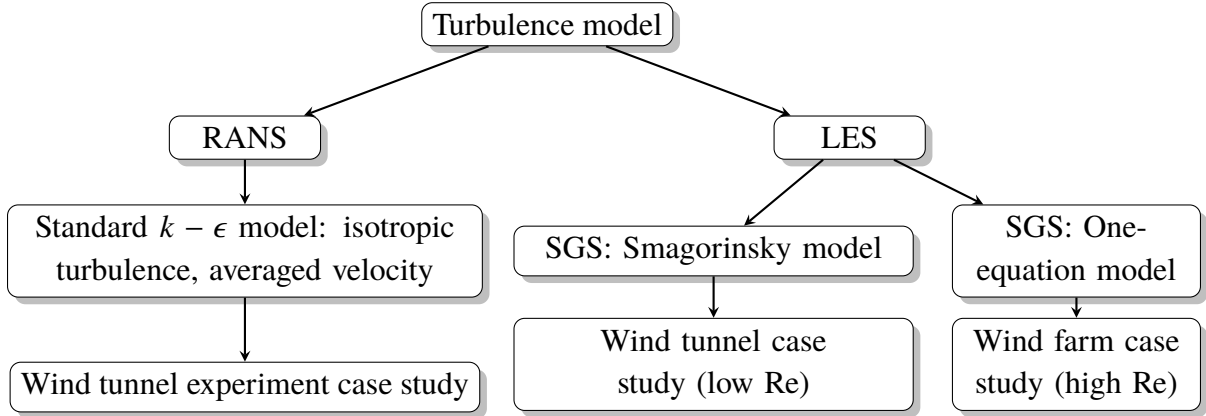 Turbulence model
RANS
LES
Standard k − ϵ model: isotropic
turbulence, averaged velocity
SGS: Smagorinsky model
SGS: One-
equation model
Wind tunnel experiment case study
Wind tunnel case
study (low Re)
Wind farm case
study (high Re)